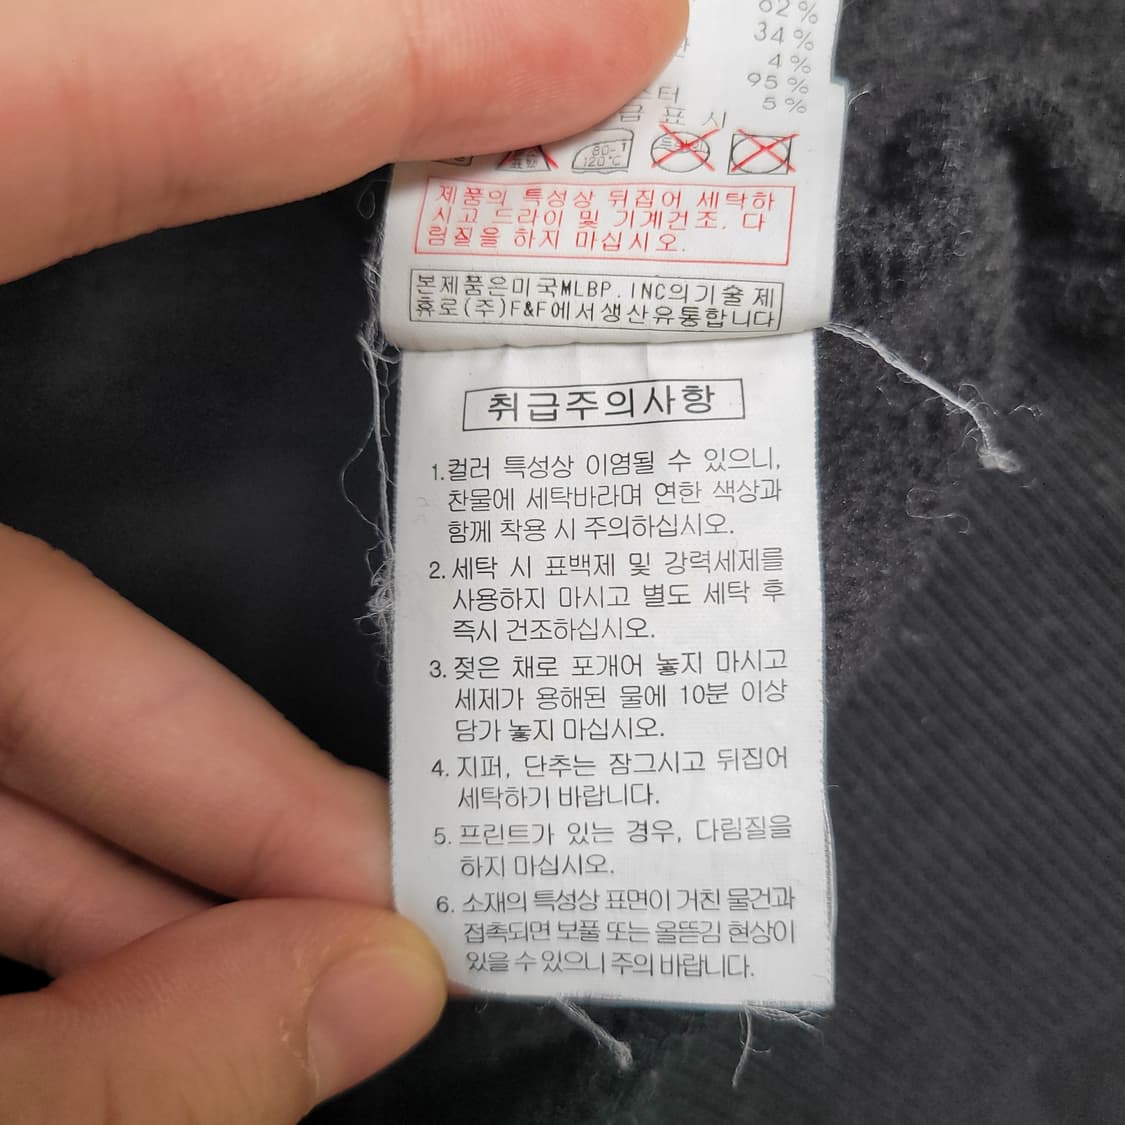 62%
34%
4%
95%
5%
급 표 시
80~1
120℃
제품의 특성상 뒤집어 세탁하
시고 드라이 및 기계건조, 다
림질을 하지 마십시오.
본제품은미국MLBP.INC의기술제
휴로(주)F&F에서생산유통합니다
취급주의사항
1.컬러 특성상 이염될 수 있으니,
찬물에 세탁바라며 연한 색상과
함께 착용 시 주의하십시오.
2.세탁 시 표백제 및 강력세제를
사용하지 마시고 별도 세탁 후
즉시 건조하십시오.
3.젖은 채로 포개어 놓지 마시고
세제가 용해된 물에 10분 이상
담가 놓지 마십시오.
4. 지퍼, 단추는 잠그시고 뒤집어
세탁하기 바랍니다.
5. 프린트가 있는 경우, 다림질을
하지 마십시오.
6. 소재의 특성상 표면이 거친 물건과
접촉되면 보풀 또는 올뜯김 현상이
있을 수 있으니 주의 바랍니다.